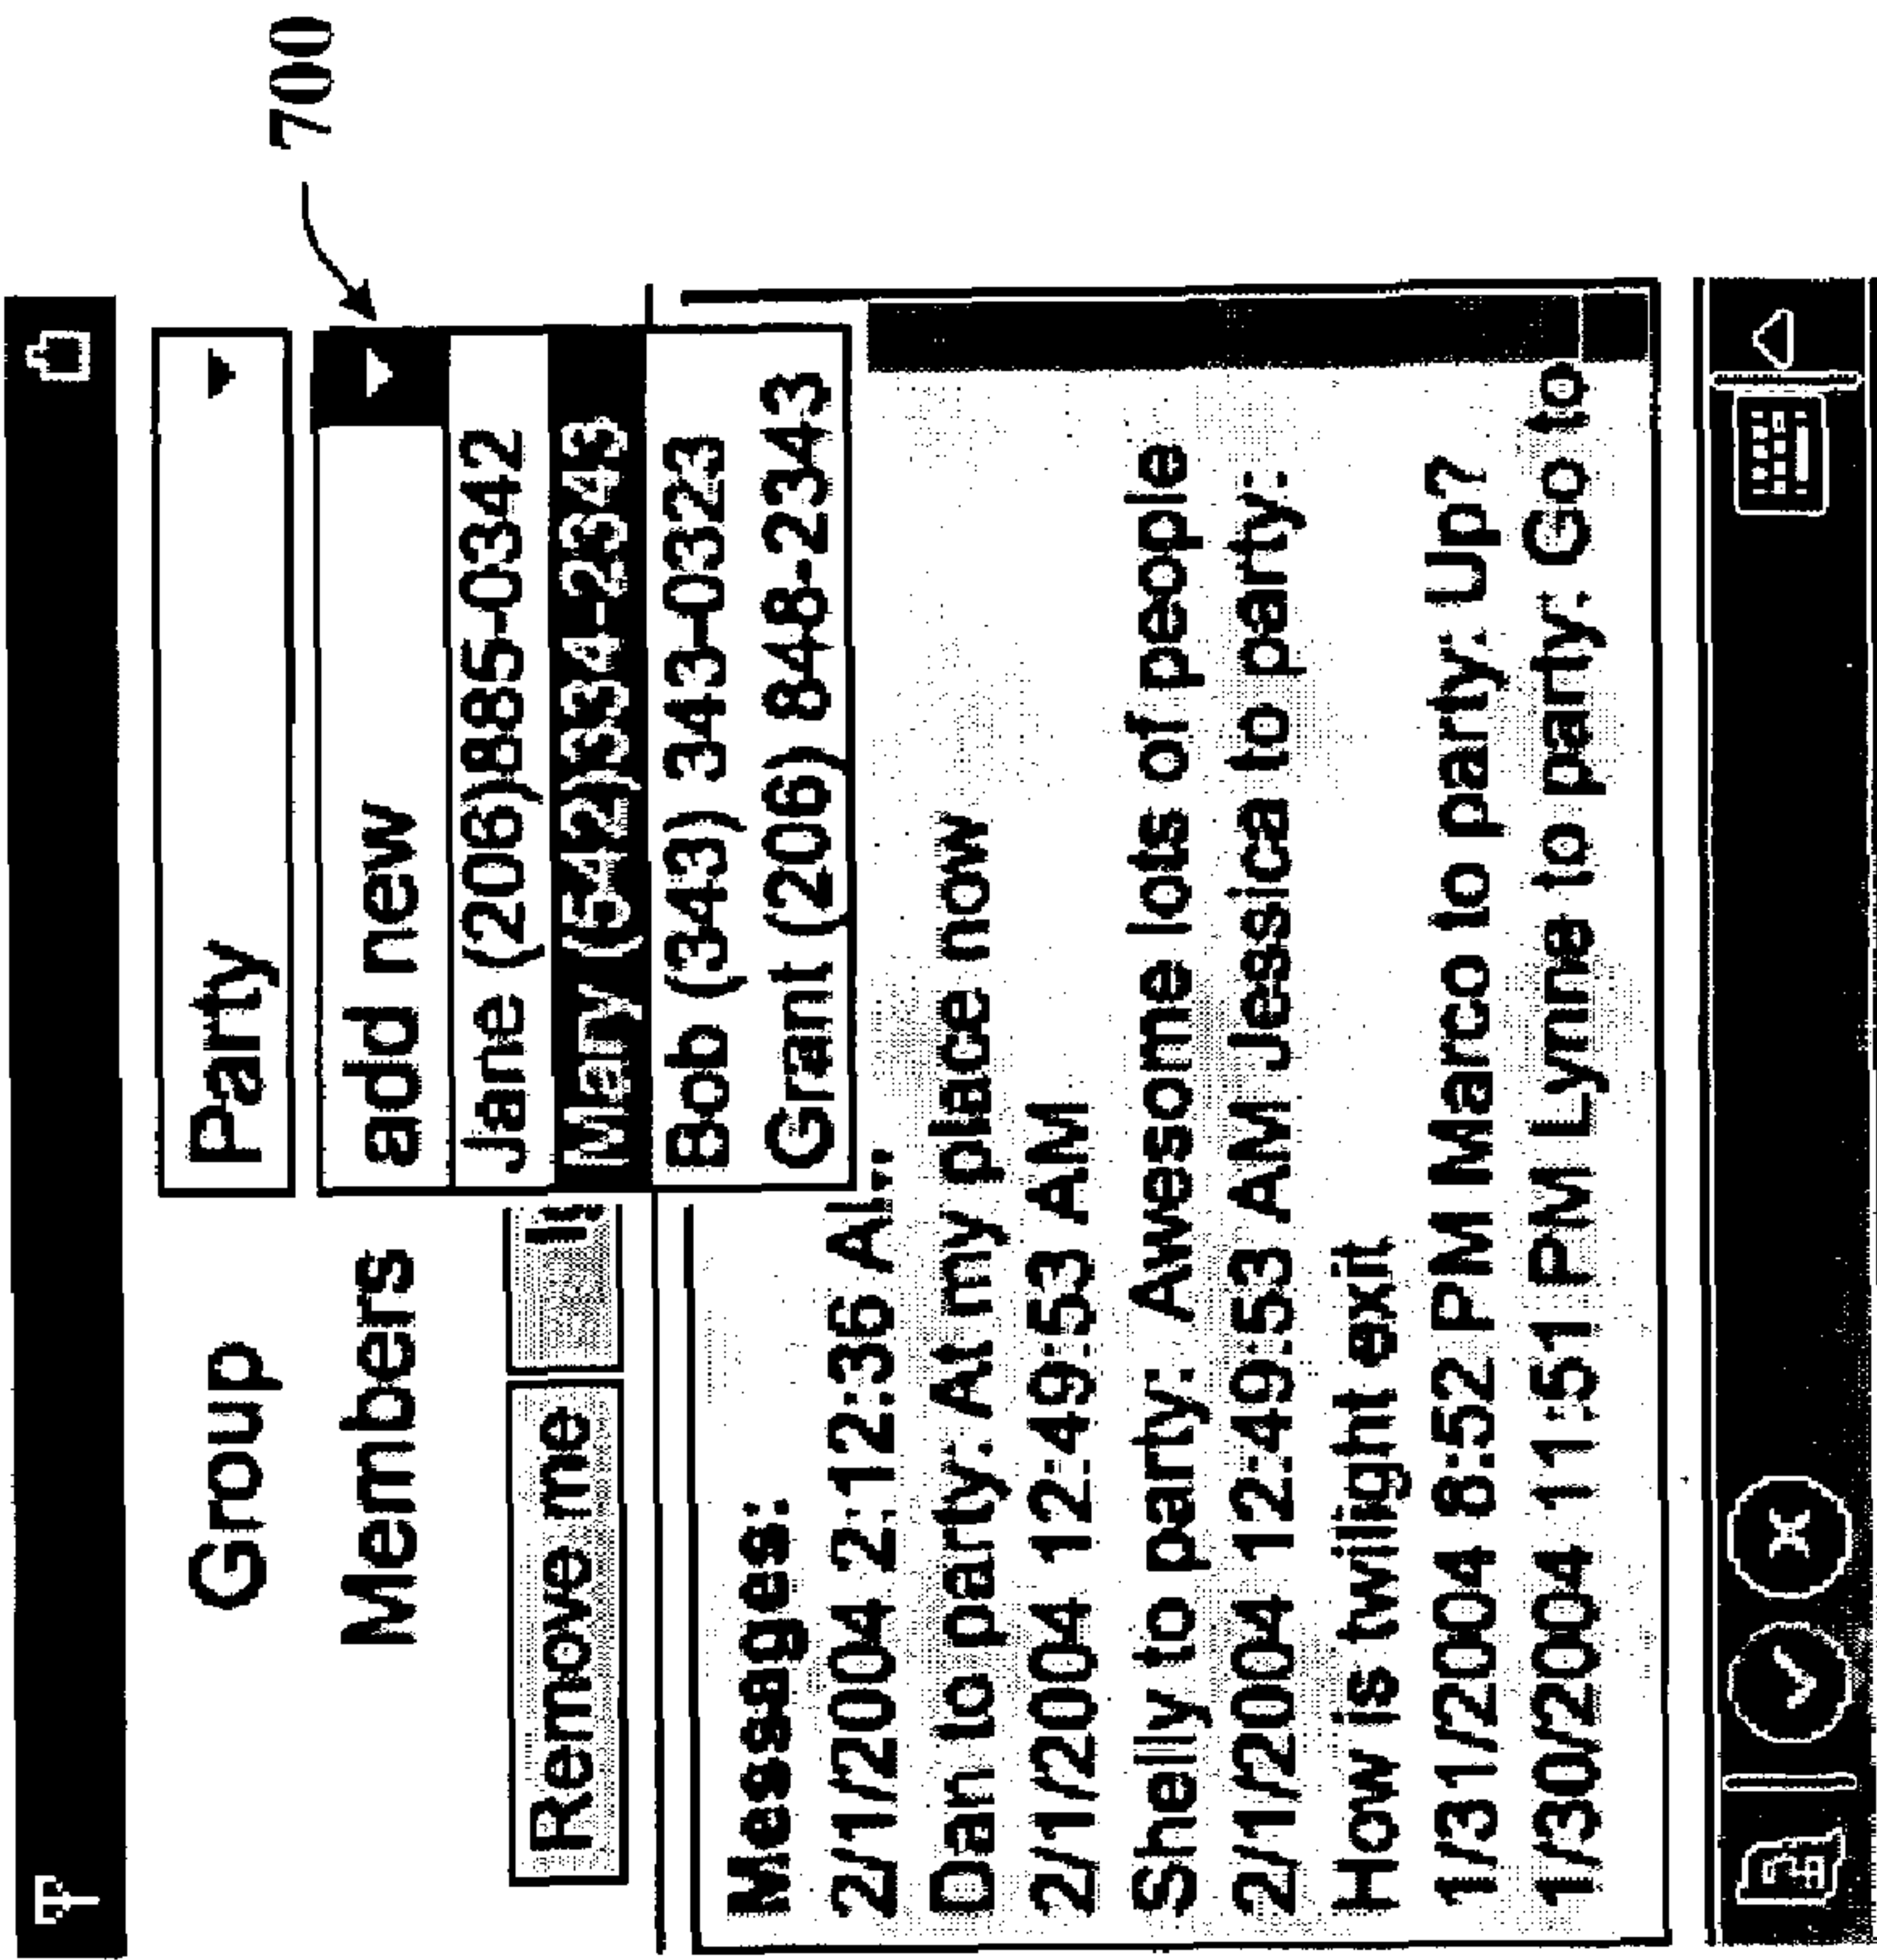 700
Group Party
Members add new
Jane (206)885-0342
Remove me Mary (542)334-2343
Bob (343) 343-0323
Grant (206) 848-2343
Messages:
2/1/2004 2:12:36
Dan to party: At my place now
2/1/2004 12:49:53 AM
Shelly to party: Awesome lots of people
2/1/2004 12:49:53 AM Jessica to party:
How is twilight exit
1/31/2004 8:52 PM Marco to party: Up?
1/30/2004 11:51 PM Lynne to party: Go to